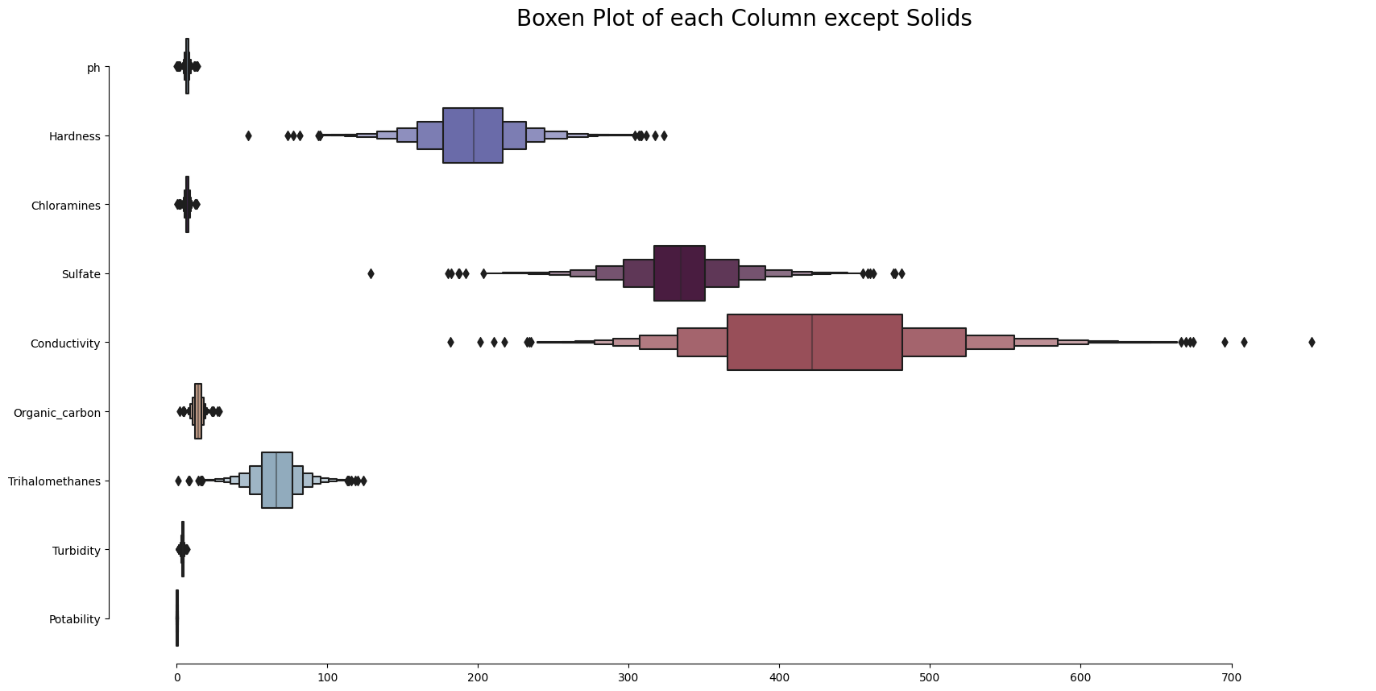 Boxen Plot of each Column except Solids
ph
Hardness
Chloramines
Sulfate
Conductivity
Organic_carbon
Trihalomethanes
Turbidity
Potability
0 100 200 300 400 500 600 700